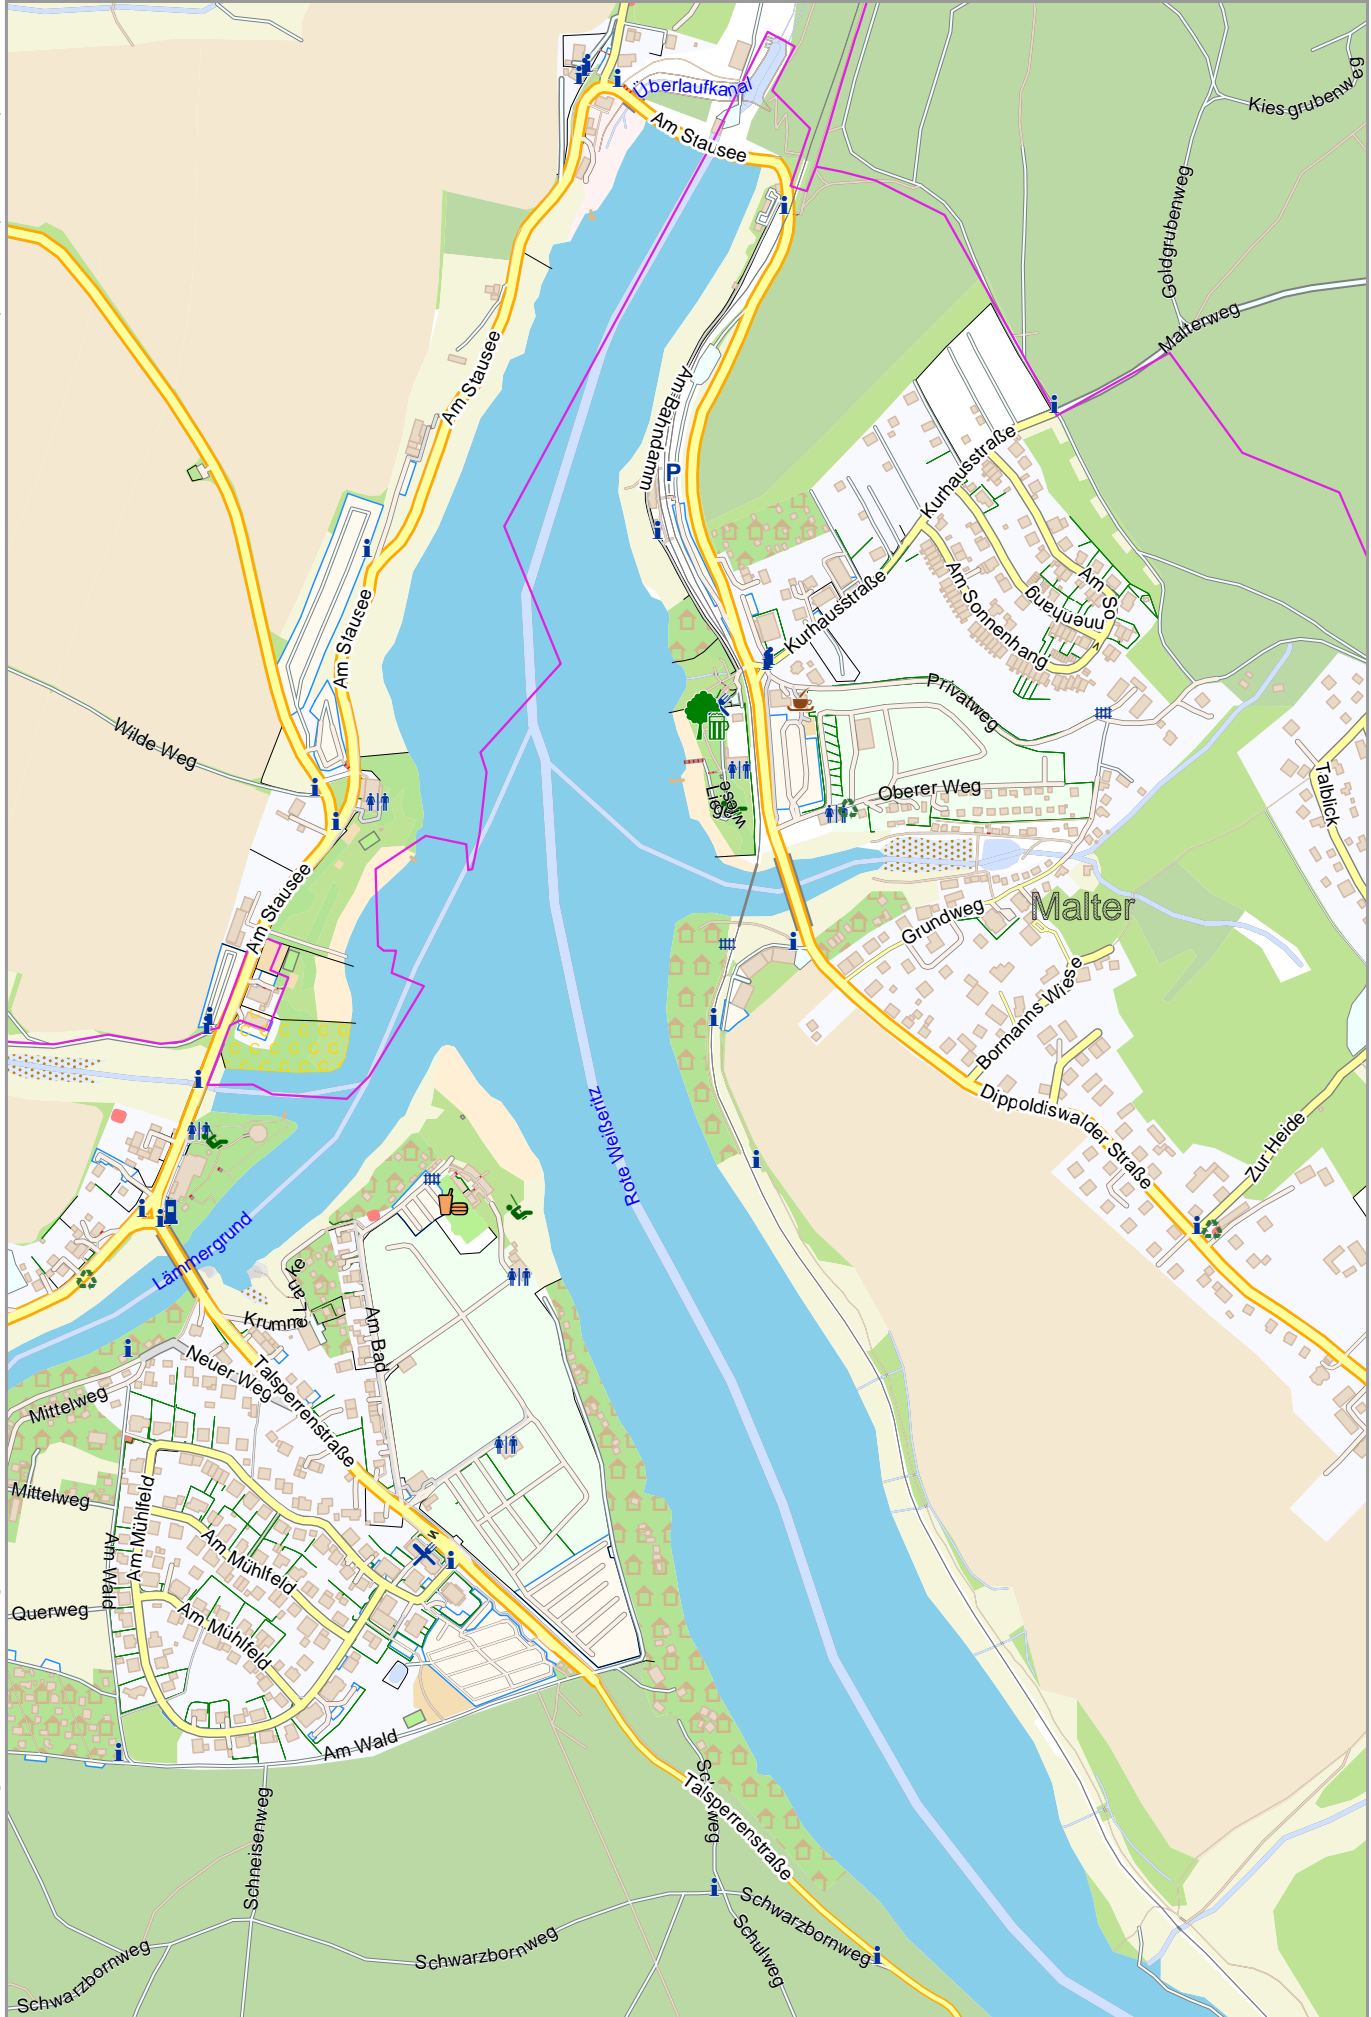 Überlaufkanal
Am Stausee
Kiesgrubenweg
Goldgrubenweg
Malterweg
Am Stausee
Am Bahndamm
P
Kurhausstraße
Am Sonnenhang
Am Sonnenhang
Kurhausstraße
Am Stausee
Privatweg
Wilde Weg
Liegewiese
Oberer Weg
Talblick
Am Stausee
Grundweg
Malter
Bormanns Wiese
Rote Weißeritz
Dippoldiswalder Straße
Zur Heide
Lämmergrund
Krumme Lanke
Am Bad
Neuer Weg
Talsperrenstraße
Mittelweg
Mittelweg
Am Mühlfeld
Am Wald
Am Mühlfeld
Am Mühlfeld
Querweg
Am Wald
Talsperrenstraße
Schneisenweg
Schwarzbornweg
Schwarzbornweg
Schwarzbornweg
Schulweg